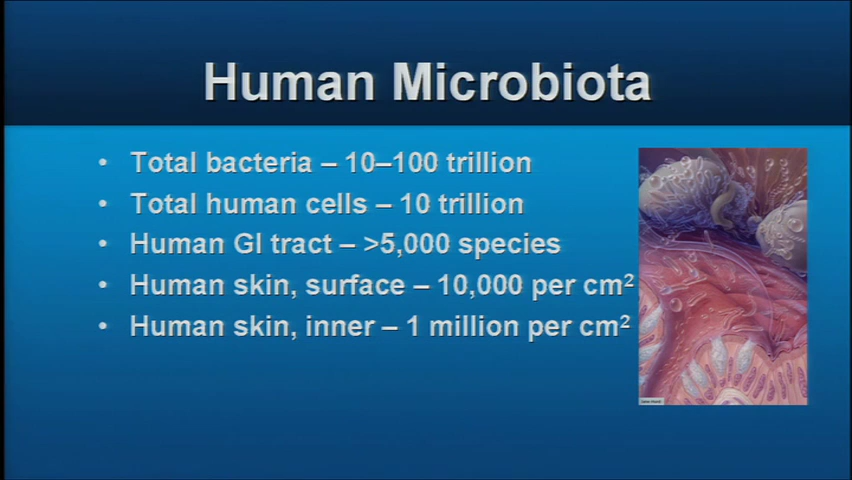 Human Microbiota
• Total bacteria – 10–100 trillion
• Total human cells – 10 trillion
• Human GI tract – >5,000 species
• Human skin, surface – 10,000 per cm²
• Human skin, inner – 1 million per cm²